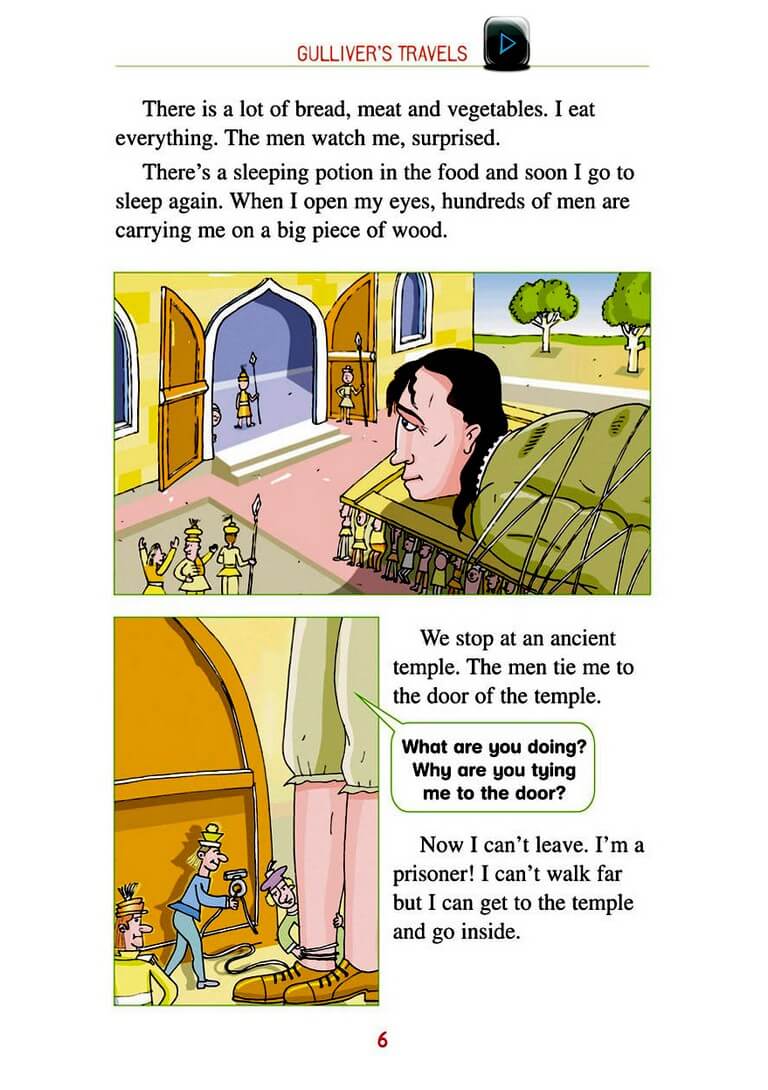 GULLIVER'S TRAVELS
There is a lot of bread, meat and vegetables. I eat
everything. The men watch me, surprised.
There's a sleeping potion in the food and soon I go to
sleep again. When I open my eyes, hundreds of men are
carrying me on a big piece of wood.
We stop at an ancient
temple. The men tie me to
the door of the temple.
What are you doing?
Why are you tying
me to the door?
Now I can't leave. I'm a
prisoner! I can't walk far
but I can get to the temple
and go inside.
6